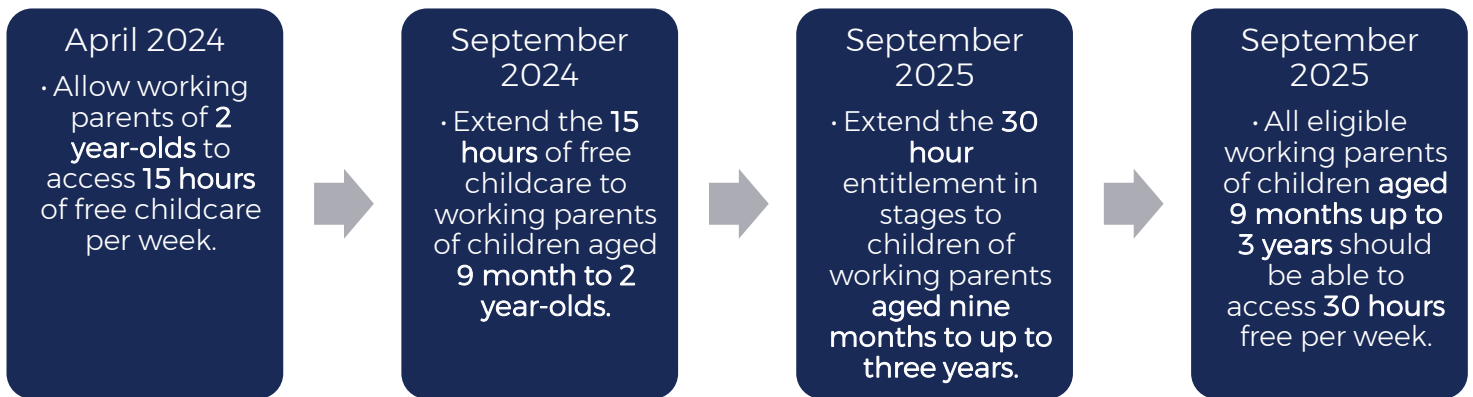 April 2024
• Allow working
parents of 2
year-olds to
access 15 hours
of free childcare
per week.
September
2024
• Extend the 15
hours of free
childcare to
working parents
of children aged
9 month to 2
year-olds.
September
2025
• Extend the 30
hour
entitlement in
stages to
children of
working parents
aged nine
months to up to
three years.
September
2025
• All eligible
working parents
of children aged
9 months up to
3 years should
be able to
access 30 hours
free per week.